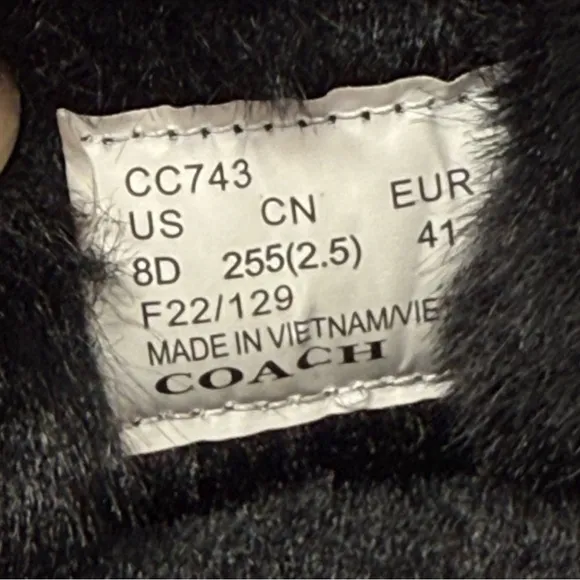 CC743
US CN EUR
8D 255(2.5) 41
F22/129
MADE IN VIETNAM/VIE
COACH